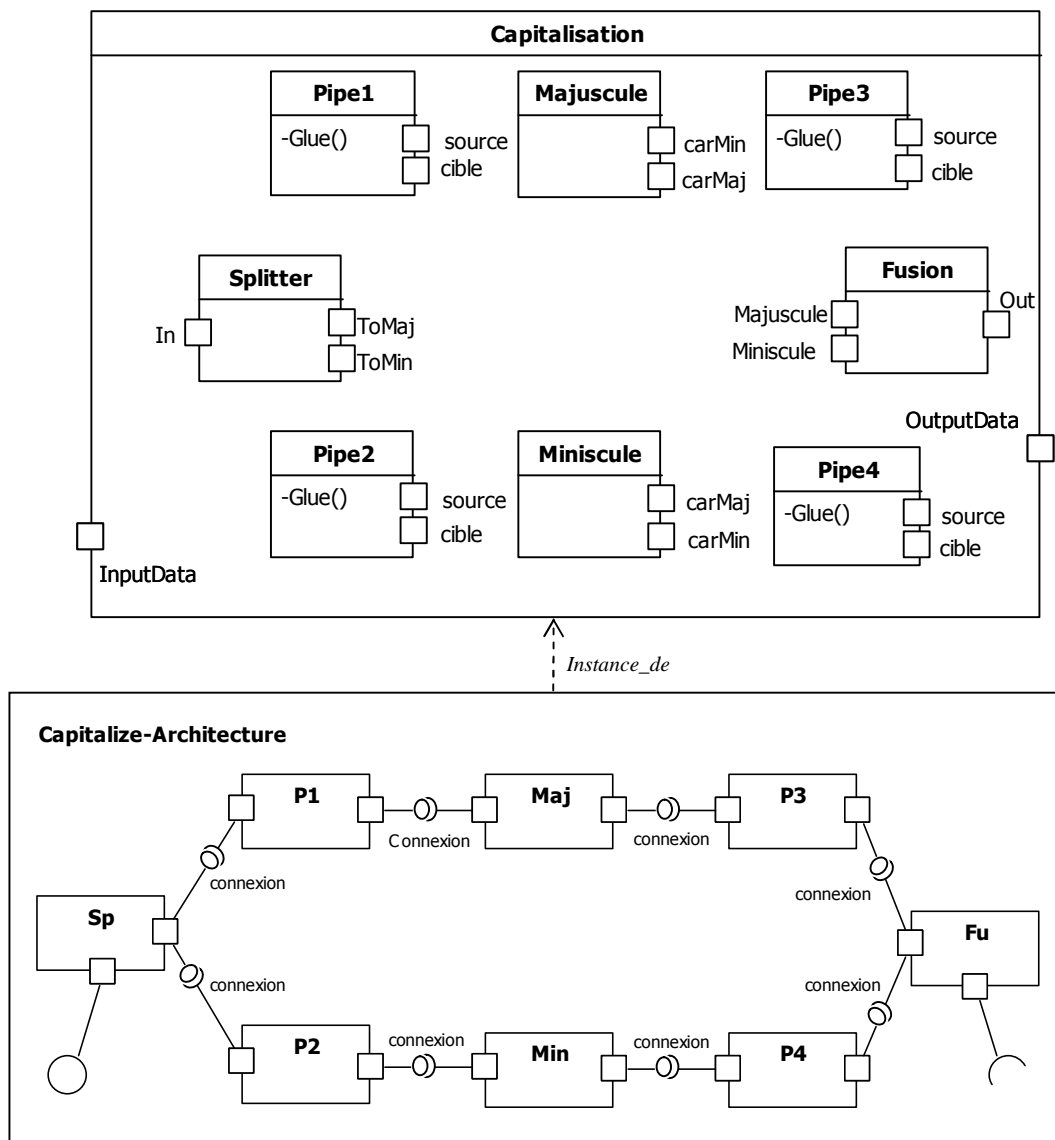 Capitalisation
Pipe1
Majuscule
Pipe3
-Glue()
source
cible
carMin
carMaj
-Glue()
source
cible
Splitter
Fusion
In
ToMaj
ToMin
Majuscule
Miniscule
Out
OutputData
Pipe2
Miniscule
Pipe4
-Glue()
source
cible
carMaj
carMin
-Glue()
source
cible
InputData
Instance_de
Capitalize-Architecture
P1
Maj
P3
Connexion
connexion
connexion
connexion
Sp
Fu
connexion
connexion
P2
connexion
Min
connexion
P4